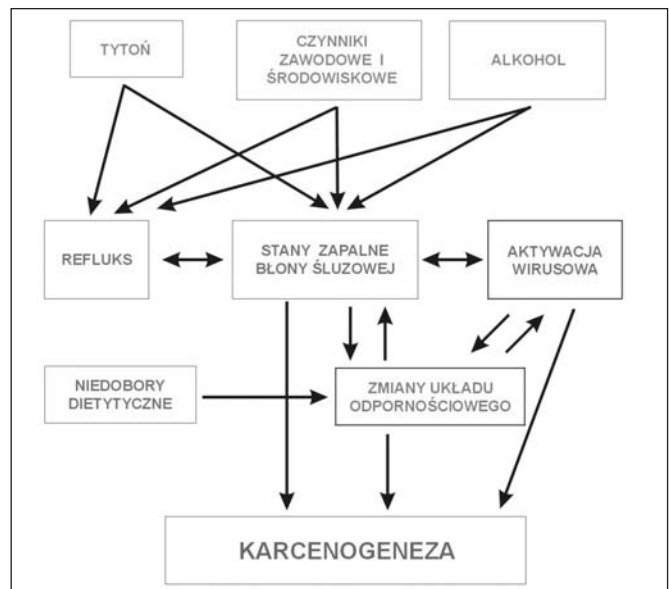 TYTOŃ
CZYNNIKI
ZAWODOWE I
ŚRODOWISKOWE
ALKOHOL
REFLUKS
STANY ZAPALNE
BŁONY ŚLUZOWEJ
AKTYWACJA
WIRUSOWA
NIEDOBORY
DIETYTYCZNE
ZMIANY UKŁADU
ODPORNOŚCIOWEGO
KARCENOGENEZA